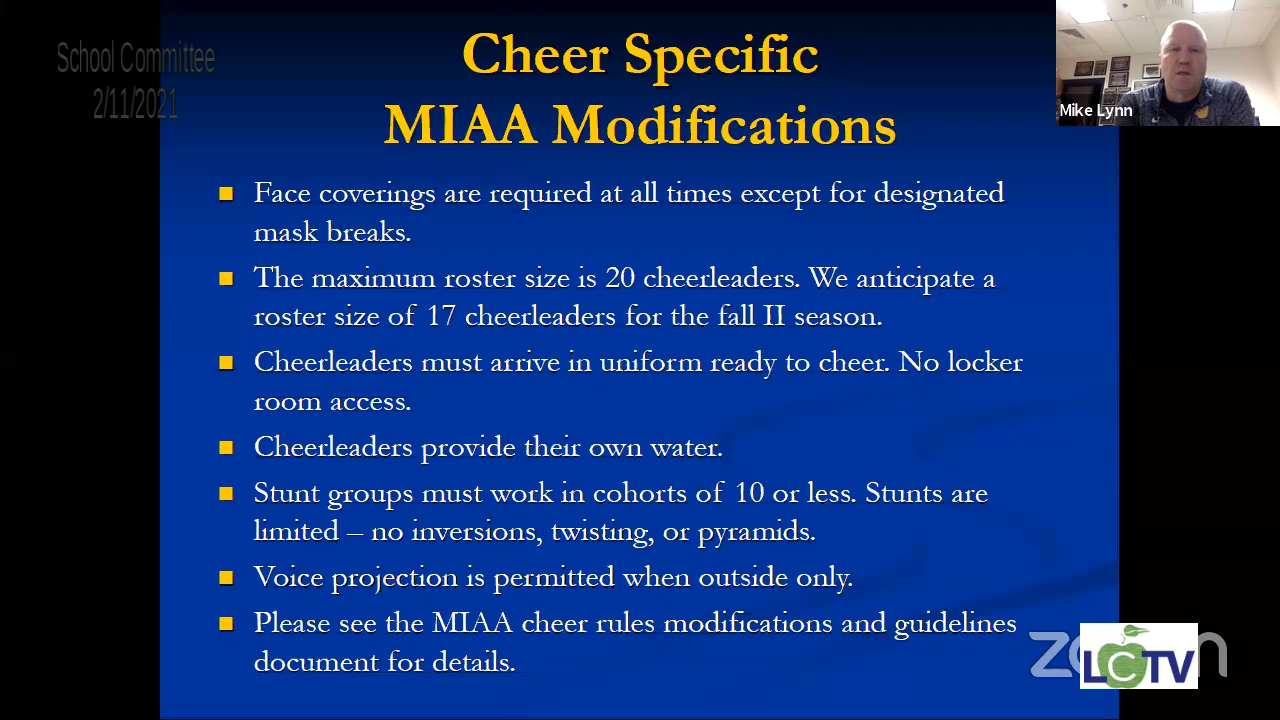 School Committee
2/11/2021
Cheer Specific
MIAA Modifications
Mike Lynn
■ Face coverings are required at all times except for designated
mask breaks.
■ The maximum roster size is 20 cheerleaders. We anticipate a
roster size of 17 cheerleaders for the fall II season.
■ Cheerleaders must arrive in uniform ready to cheer. No locker
room access.
■ Cheerleaders provide their own water.
■ Stunt groups must work in cohorts of 10 or less. Stunts are
limited – no inversions, twisting, or pyramids.
■ Voice projection is permitted when outside only.
■ Please see the MIAA cheer rules modifications and guidelines
document for details.
LCTV